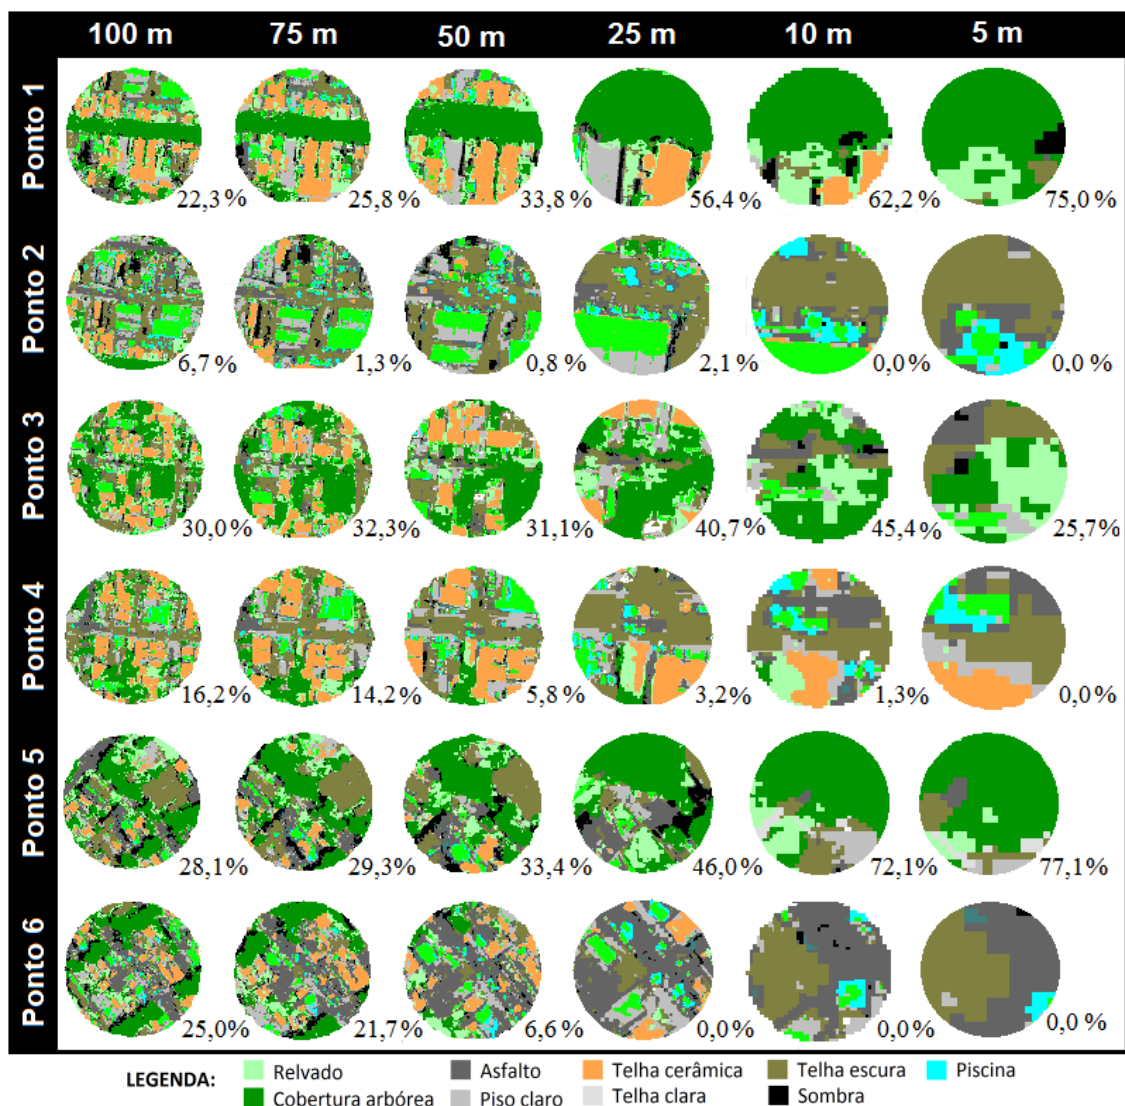 100 m 75 m 50 m 25 m 10 m 5 m
Ponto 1
22,3 % 25,8 % 33,8 % 56,4 % 62,2 % 75,0 %
Ponto 2
6,7 % 1,3 % 0,8 % 2,1 % 0,0 % 0,0 %
Ponto 3
30,0 % 32,3 % 31,1 % 40,7 % 45,4 % 25,7 %
Ponto 4
16,2 % 14,2 % 5,8 % 3,2 % 1,3 % 0,0 %
Ponto 5
28,1 % 29,3 % 33,4 % 46,0 % 72,1 % 77,1 %
Ponto 6
25,0% 21,7 % 6,6 % 0,0 % 0,0 % 0,0 %
LEGENDA: Relvado Asfalto Telha cerâmica Telha escura Piscina
Cobertura arbórea Piso claro Telha clara Sombra